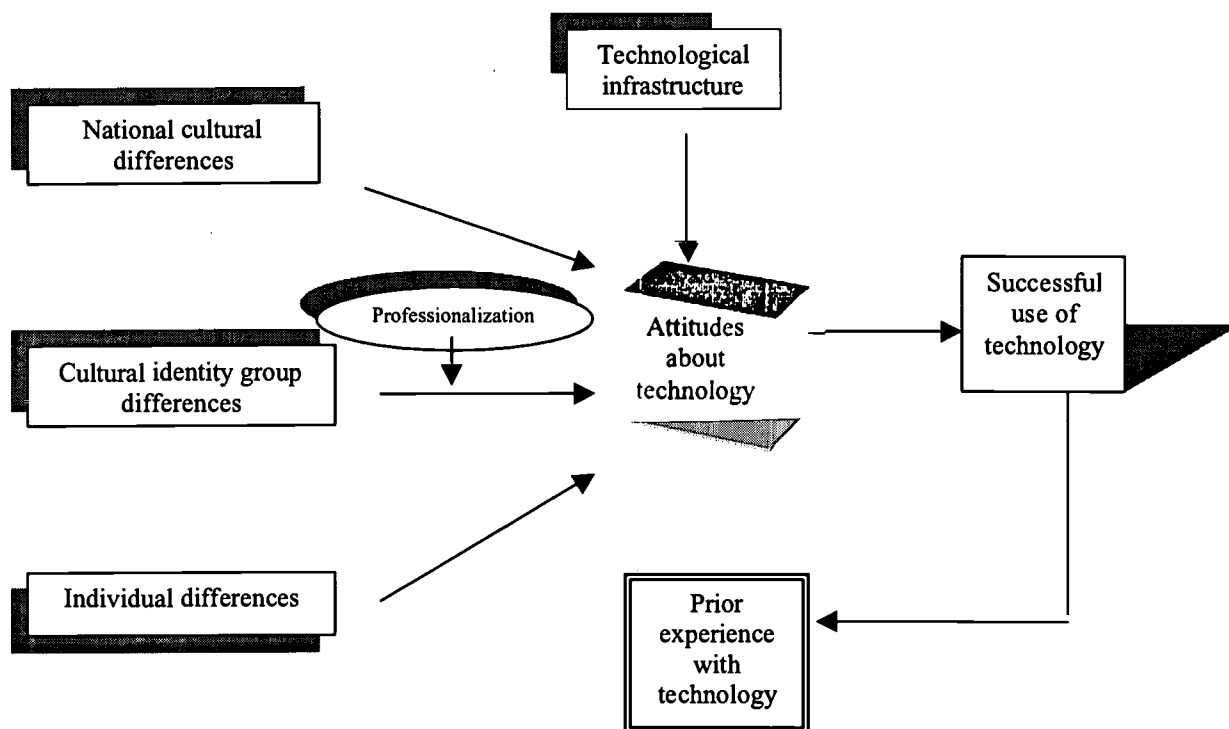 Technological
infrastructure
National cultural
differences
Professionalization
Cultural identity group
differences
Attitudes
about
technology
Successful
use of
technology
Individual differences
Prior
experience
with
technology